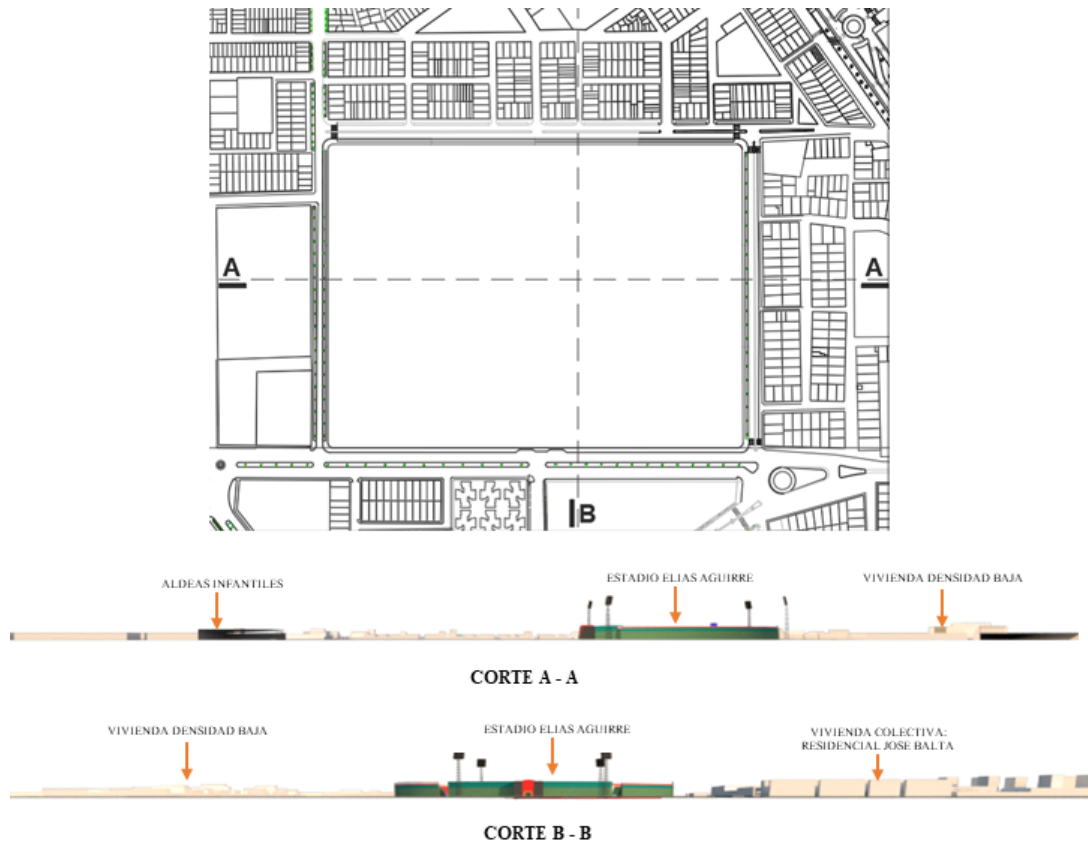 A
A
B
ALDEAS INFANTILES
ESTADIO ELIAS AGUIRRE
VIVIENDA DENSIDAD BAJA
CORTE A - A
VIVIENDA DENSIDAD BAJA
ESTADIO ELIAS AGUIRRE
VIVIENDA COLECTIVA:
RESIDENCIAL JOSE BALTA
CORTE B - B